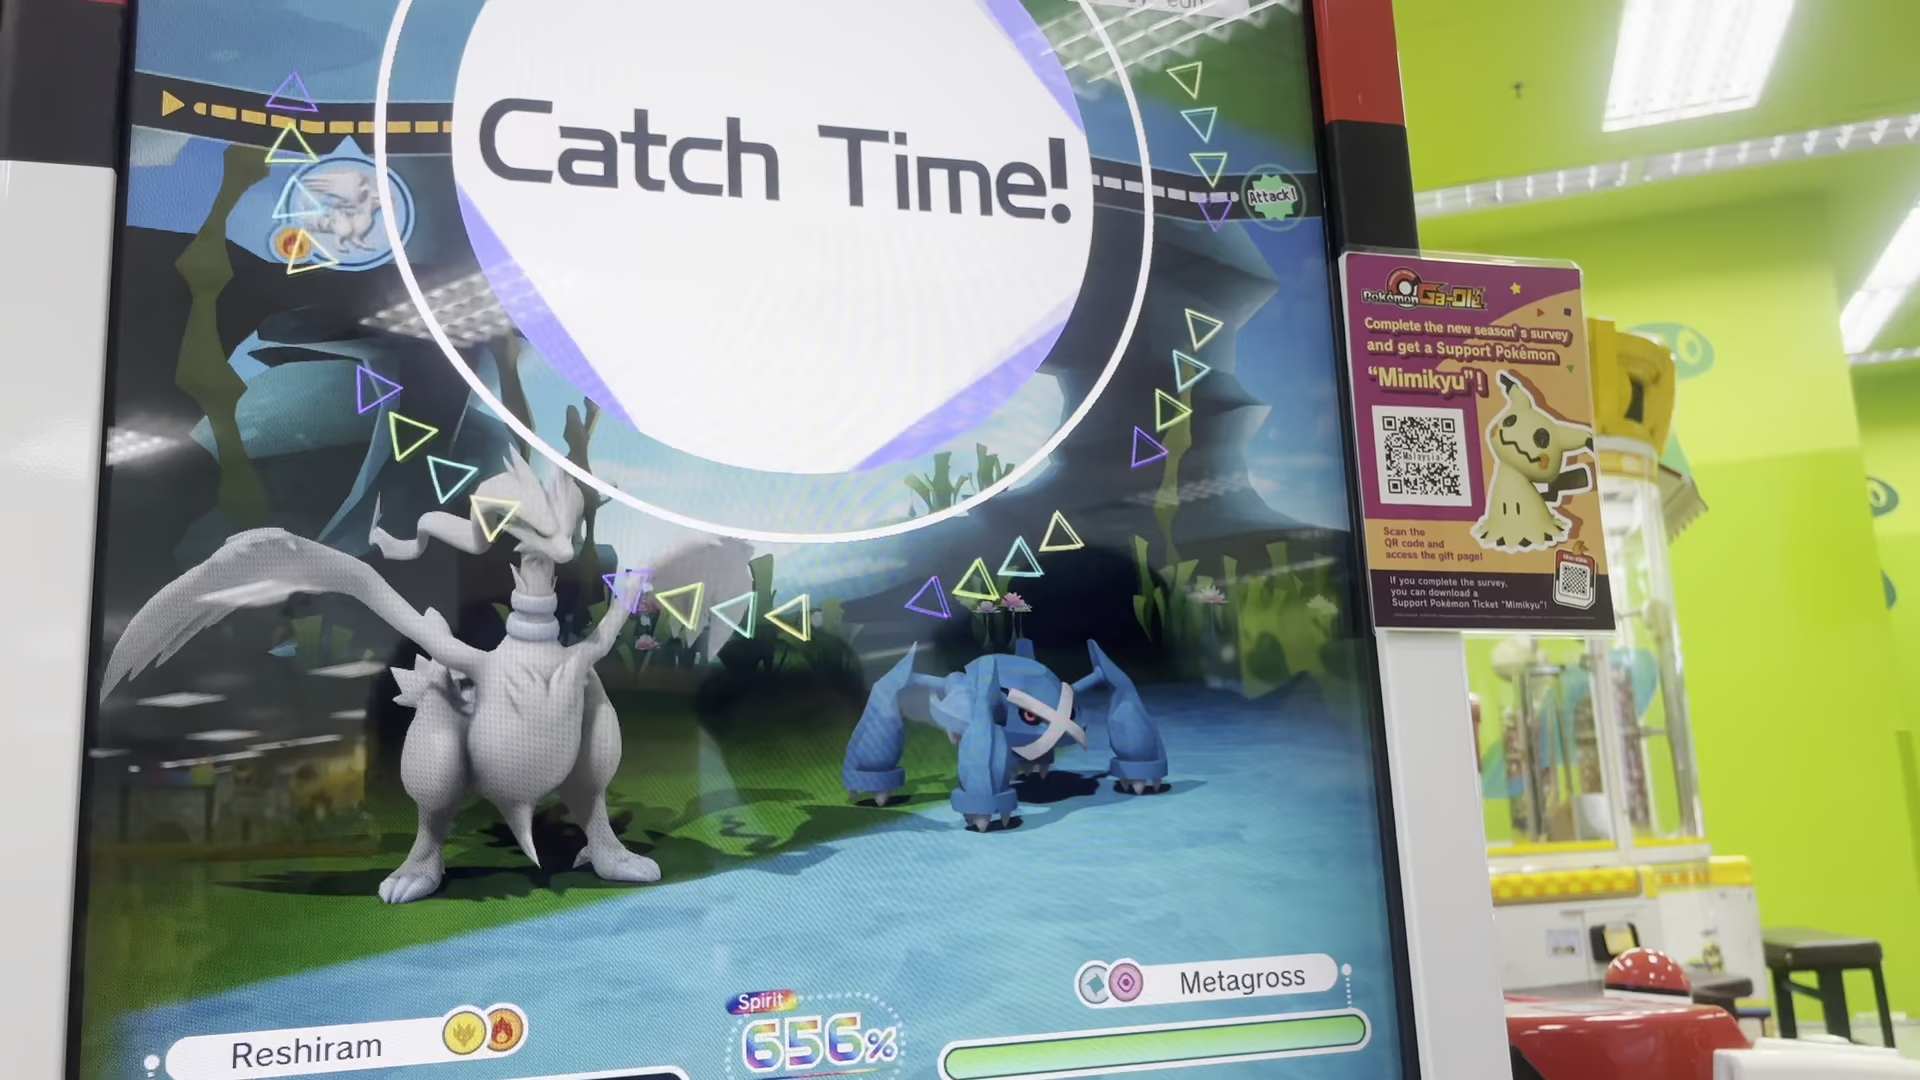 Catch Time!
Attack!
Pokémon Ga-Olé
Complete the new season's survey
and get a Support Pokémon
"Mimikyu"!
Malaysia
Scan the
QR code and
access the gift page!
If you complete the survey,
you can download a
Support Pokémon Ticket "Mimikyu"!
Metagross
Spirit
656%
Reshiram